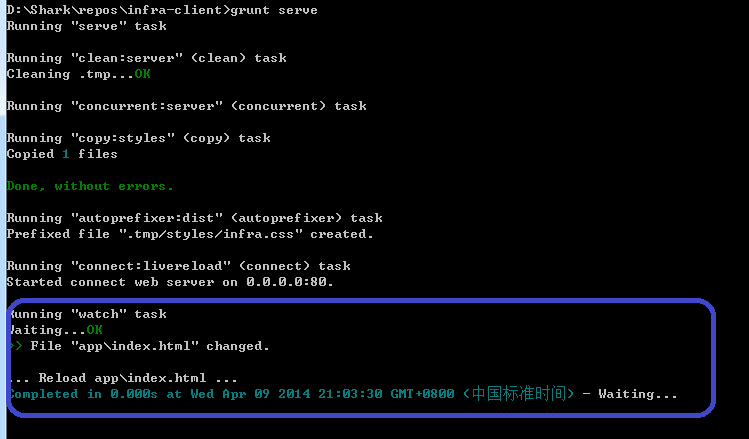 D:\Shark\repos\infra-client>grunt serve
Running "serve" task
Running "clean:server" (clean) task
Cleaning .tmp...OK
Running "concurrent:server" (concurrent) task
Running "copy:styles" (copy) task
Copied 1 files
Done, without errors.
Running "autoprefixer:dist" (autoprefixer) task
Prefixed file ".tmp/styles/infra.css" created.
Running "connect:livereload" (connect) task
Started connect web server on 0.0.0.0:80.
Running "watch" task
Waiting...OK
>> File "app\index.html" changed.
... Reload app\index.html ...
Completed in 0.000s at Wed Apr 09 2014 21:03:30 GMT+0800 (中国标准时间) - Waiting...